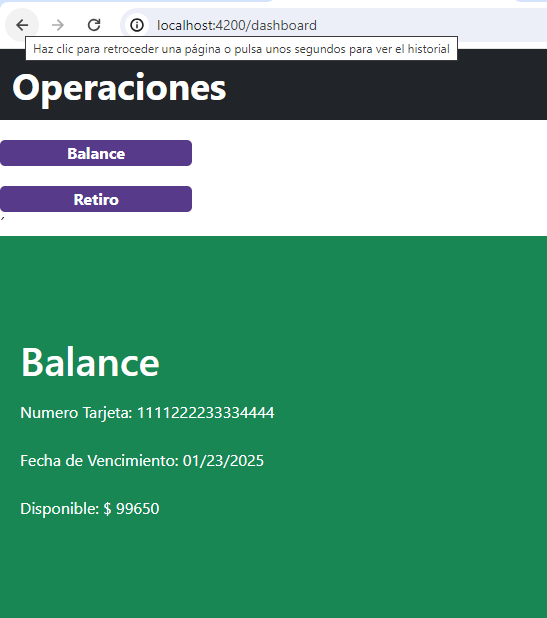 localhost:4200/dashboard
Haz clic para retroceder una página o pulsa unos segundos para ver el historial
Operaciones
Balance
Retiro
Balance
Numero Tarjeta: 1111222233334444
Fecha de Vencimiento: 01/23/2025
Disponible: $ 99650